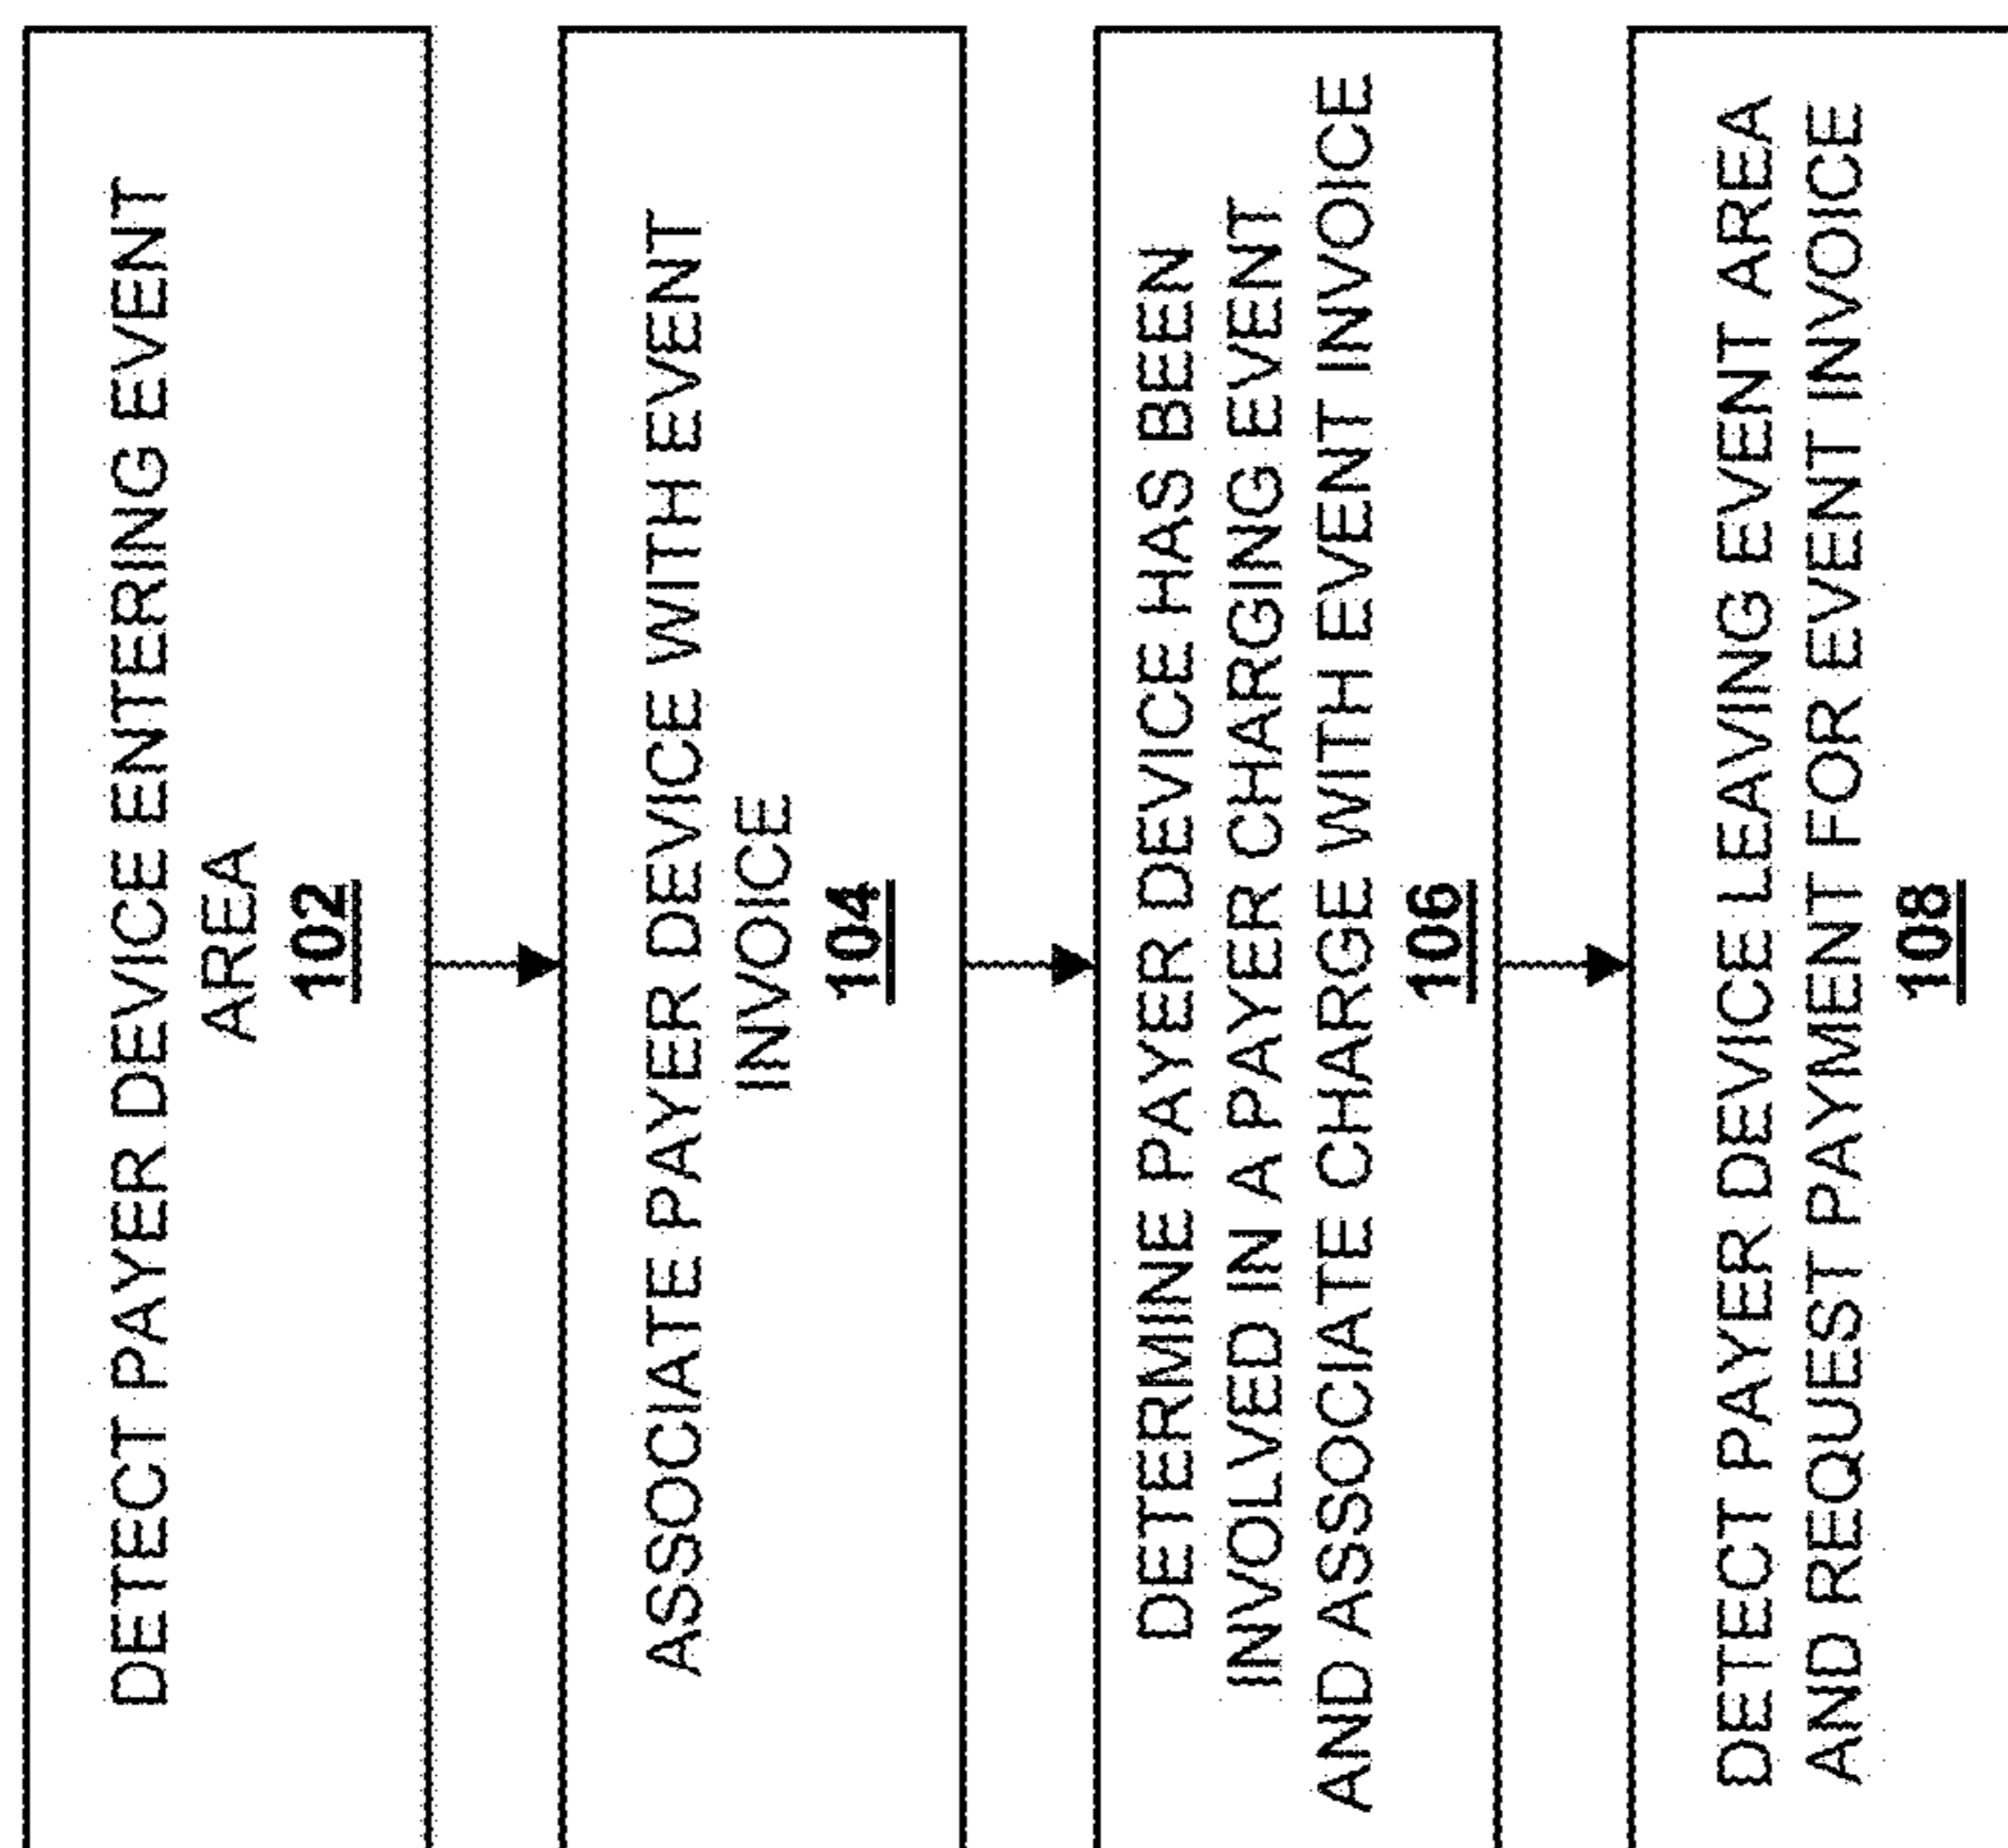 DETECT PAYER DEVICE ENTERING EVENT
AREA
102
ASSOCIATE PAYER DEVICE WITH EVENT
INVOICE
104
DETERMINE PAYER DEVICE HAS BEEN
INVOLVED IN A PAYER CHARGING EVENT
AND ASSOCIATE CHARGE WITH EVENT INVOICE
106
DETECT PAYER DEVICE LEAVING EVENT AREA
AND REQUEST PAYMENT FOR EVENT INVOICE
108